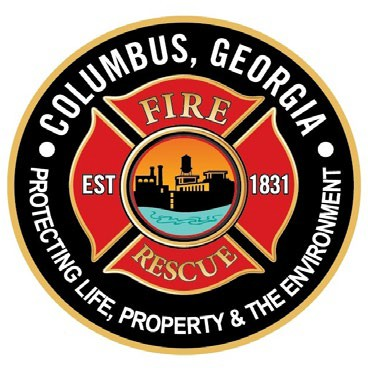 COLUMBUS, GEORGIA
FIRE
EST 1831
RESCUE
PROTECTING LIFE, PROPERTY & THE ENVIRONMENT